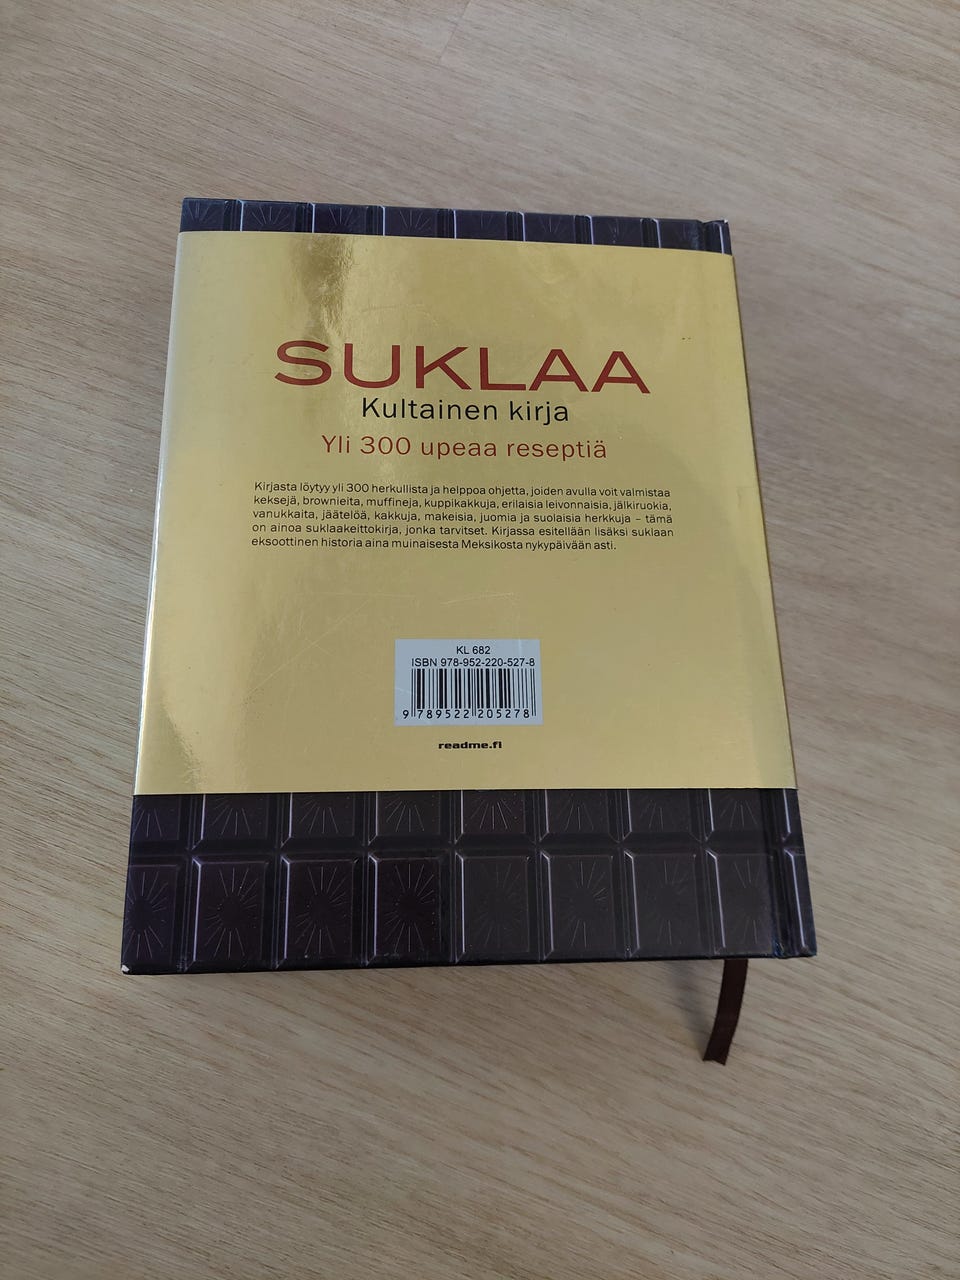 SUKLAA
Kultainen kirja
Yli 300 upeaa reseptiä
Kirjasta löytyy yli 300 herkullista ja helppoa ohjetta, joiden avulla voit valmistaa
keksejä, brownieita, muffineja, kuppikakkuja, erilaisia leivonnaisia, jälkiruokia,
vanukkaita, jäätelöä, kakkuja, makeisia, juomia ja suolaisia herkkuja – tämä
on ainoa suklaakeittokirja, jonka tarvitset. Kirjassa esitellään lisäksi suklaan
eksoottinen historia aina muinaisesta Meksikosta nykypäivään asti.
KL 682
ISBN 978-952-220-527-8
9 789522 205278
readme.fi